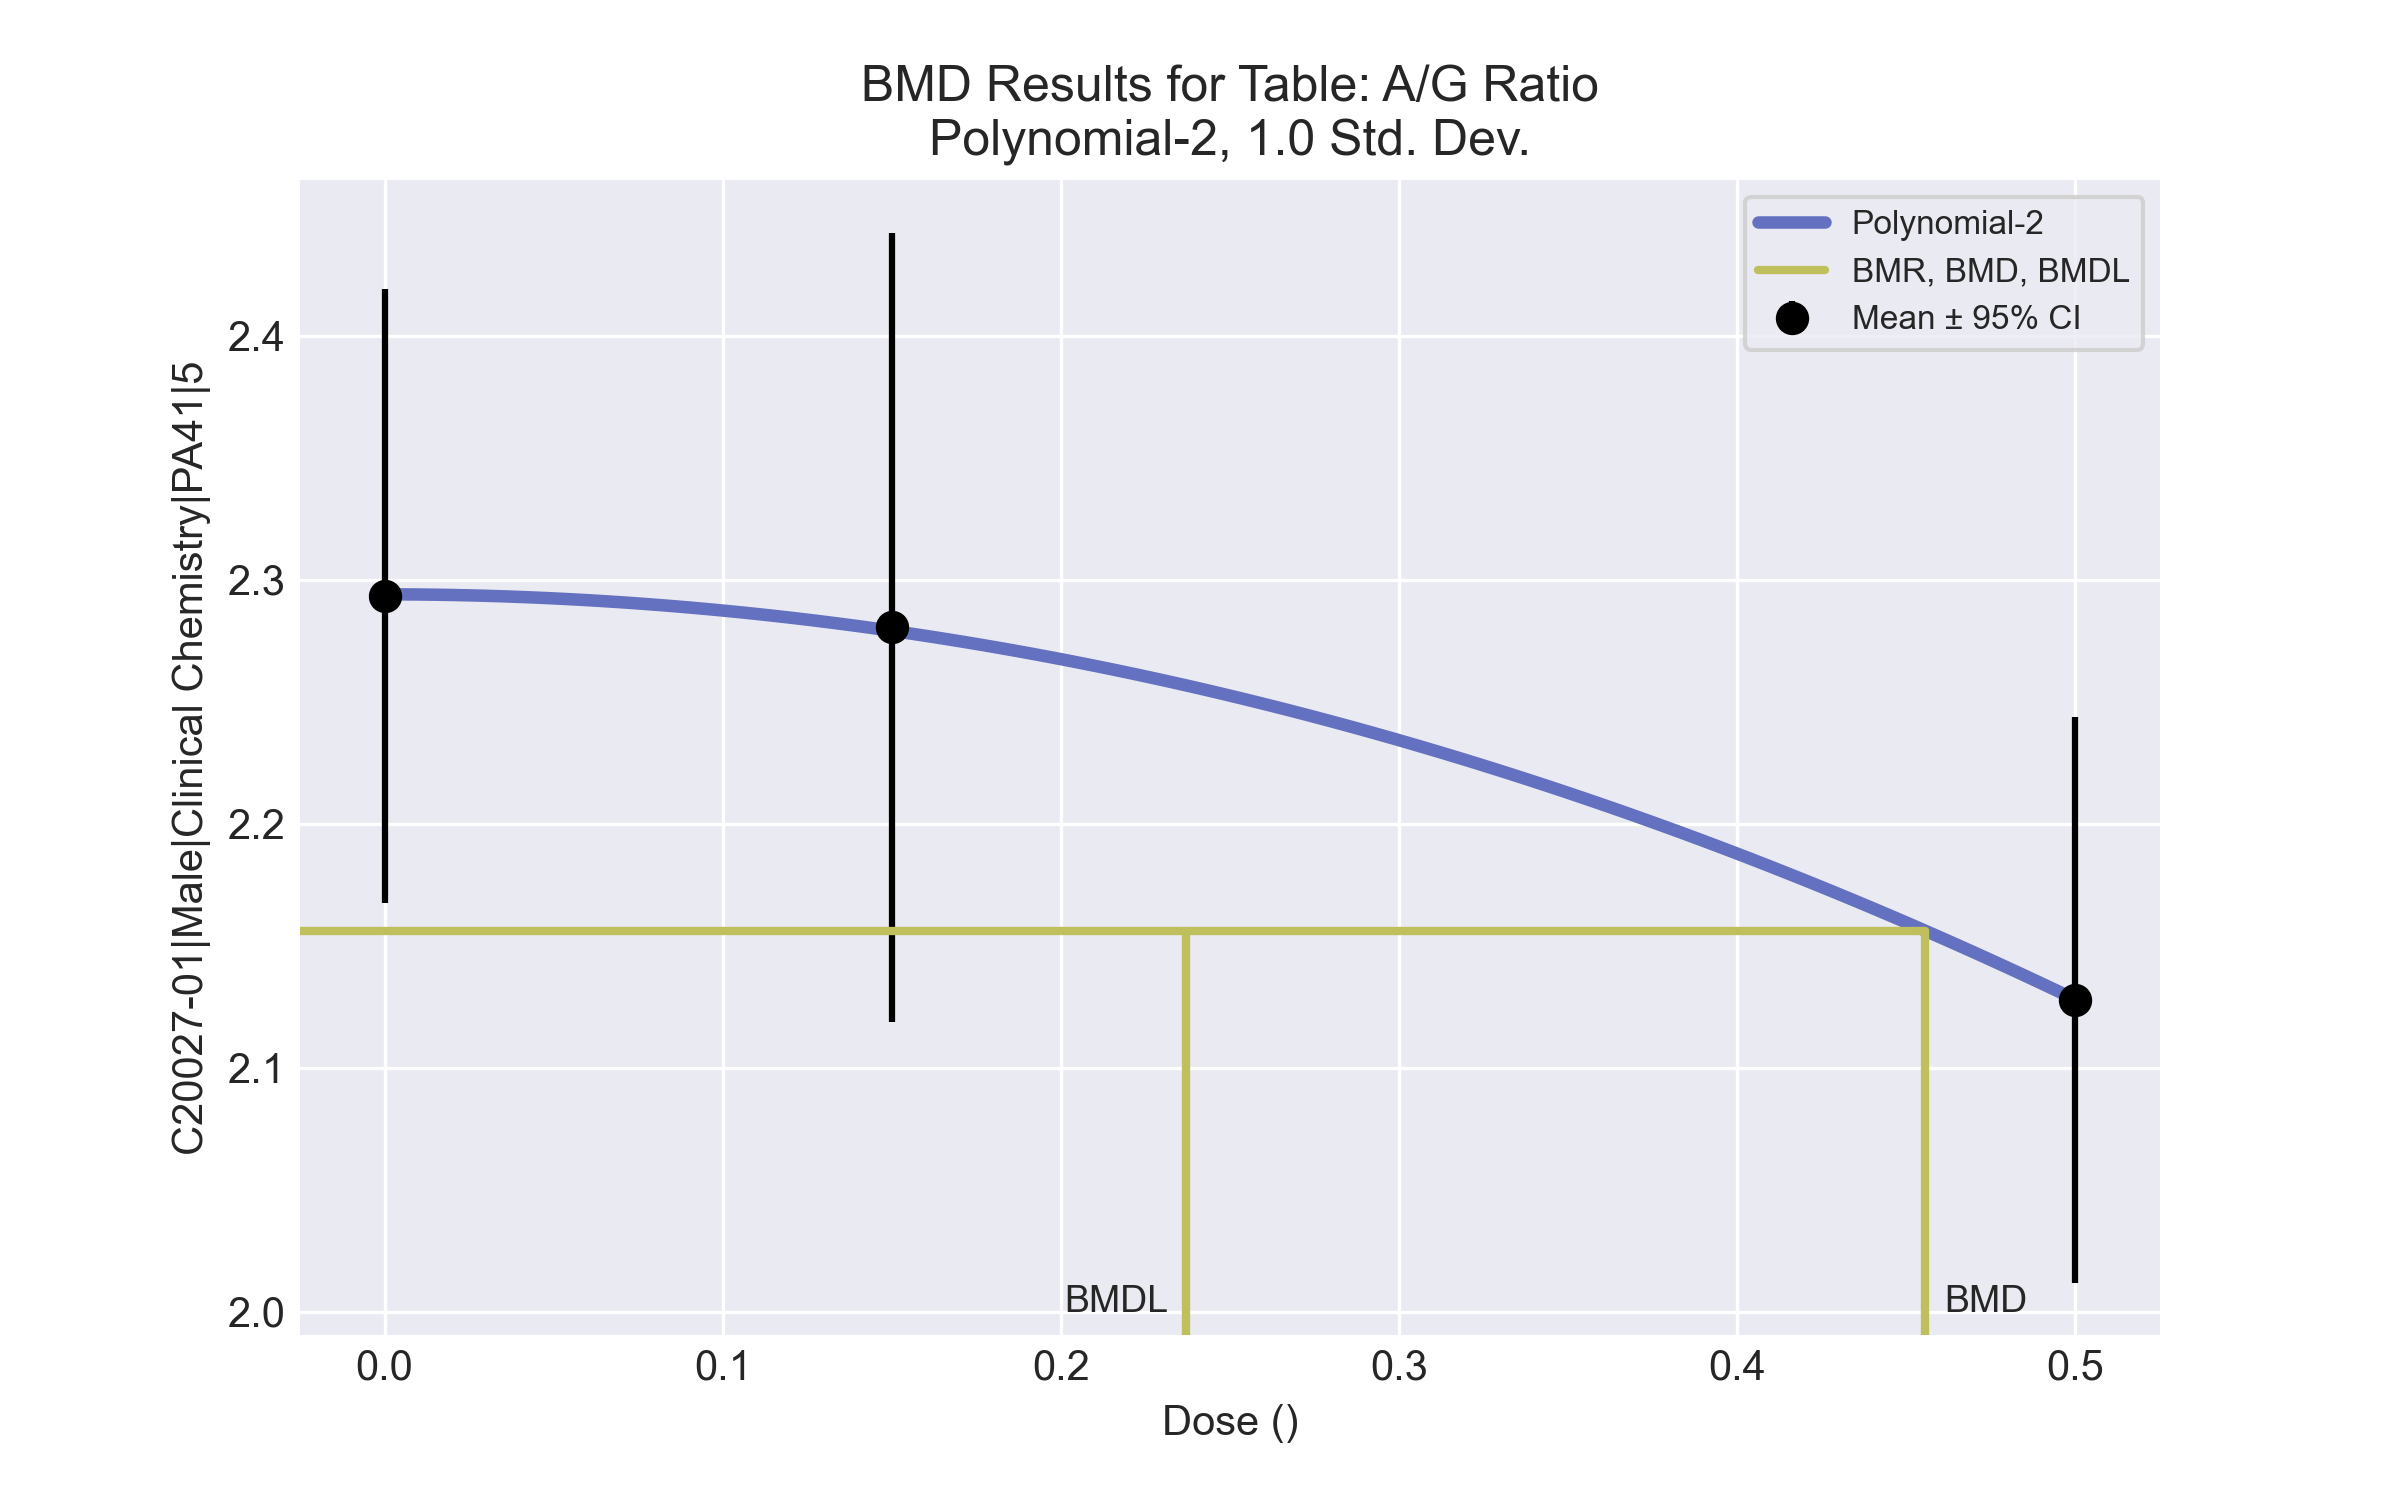 BMD Results for Table: A/G Ratio
Polynomial-2, 1.0 Std. Dev.
Polynomial-2
BMR, BMD, BMDL
Mean ± 95% CI
C20027-01|Male|Clinical Chemistry|PA41|5
2.4
2.3
2.2
2.1
2.0
BMDL
BMD
0.0 0.1 0.2 0.3 0.4 0.5
Dose ()